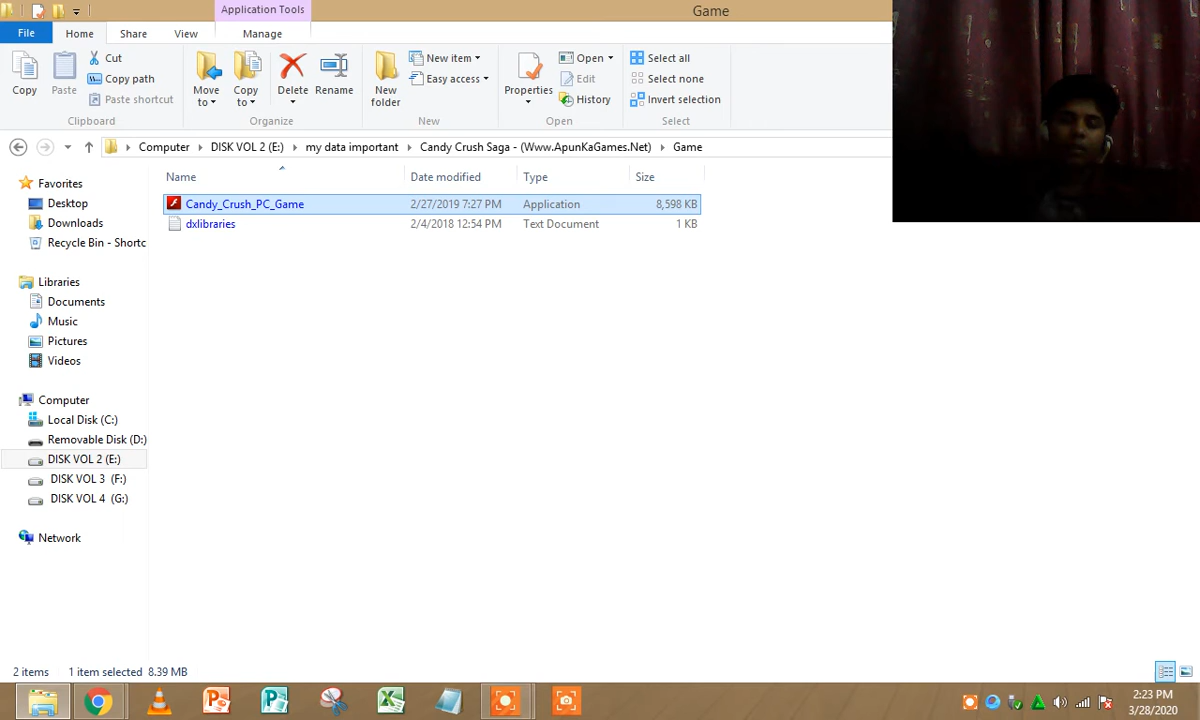 Application Tools
Game
File Home Share View Manage
Copy
Paste
Cut
Copy path
Paste shortcut
Clipboard
Move to
Copy to
Delete
Rename
Organize
New folder
New item
Easy access
New
Properties
Open
Edit
History
Open
Select all
Select none
Invert selection
Select
Computer DISK VOL 2 (E:) my data important Candy Crush Saga - (Www.ApunKaGames.Net) Game
Name Date modified Type Size
Candy_Crush_PC_Game 2/27/2019 7:27 PM Application 8,598 KB
dxlibraries 2/4/2018 12:54 PM Text Document 1 KB
Favorites
Desktop
Downloads
Recycle Bin - Shortc
Libraries
Documents
Music
Pictures
Videos
Computer
Local Disk (C:)
Removable Disk (D:)
DISK VOL 2 (E:)
DISK VOL 3 (F:)
DISK VOL 4 (G:)
Network
2 items 1 item selected 8.39 MB
2:23 PM
3/28/2020